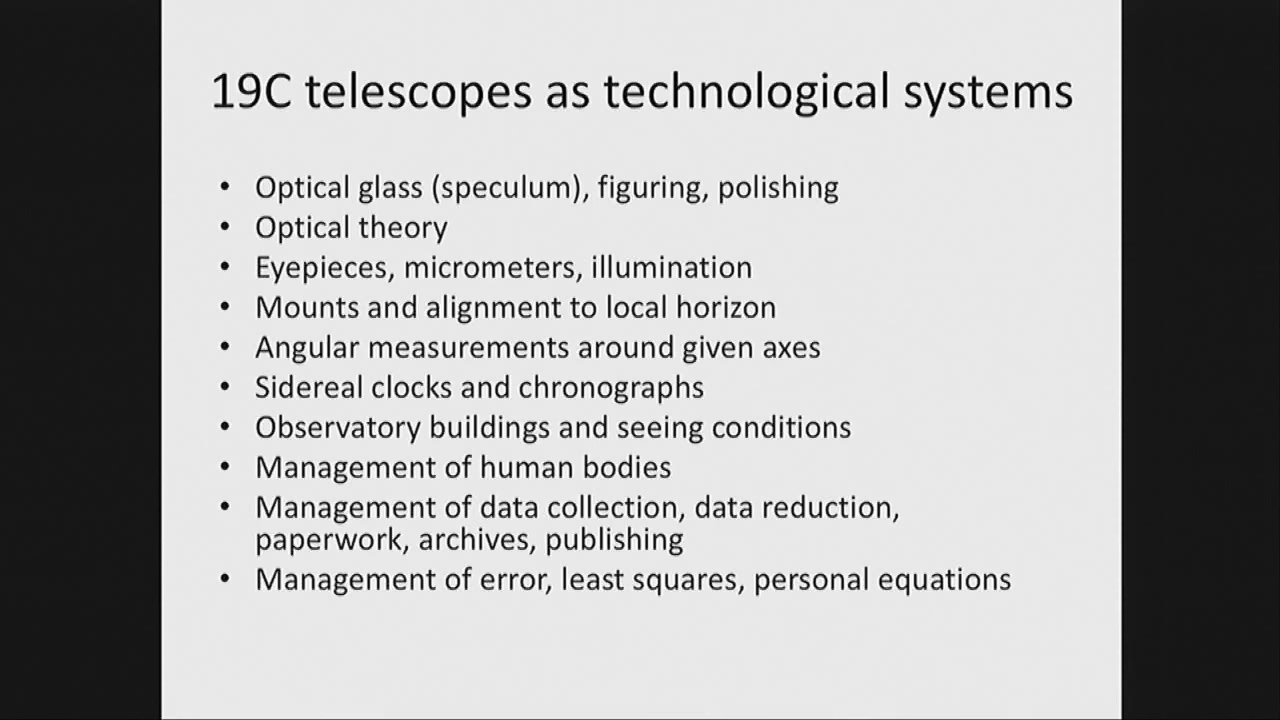 19C telescopes as technological systems
• Optical glass (speculum), figuring, polishing
• Optical theory
• Eyepieces, micrometers, illumination
• Mounts and alignment to local horizon
• Angular measurements around given axes
• Sidereal clocks and chronographs
• Observatory buildings and seeing conditions
• Management of human bodies
• Management of data collection, data reduction,
paperwork, archives, publishing
• Management of error, least squares, personal equations